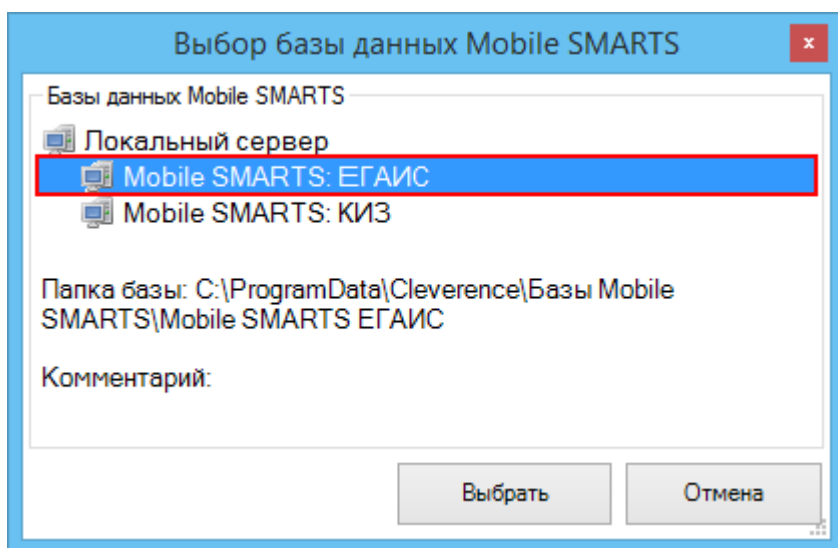 Выбор базы данных Mobile SMARTS
x
Базы данных Mobile SMARTS
Локальный сервер
Mobile SMARTS: ЕГАИС
Mobile SMARTS: КИЗ
Папка базы: C:\ProgramData\Cleverence\Базы Mobile
SMARTS\Mobile SMARTS ЕГАИС
Комментарий:
Выбрать
Отмена